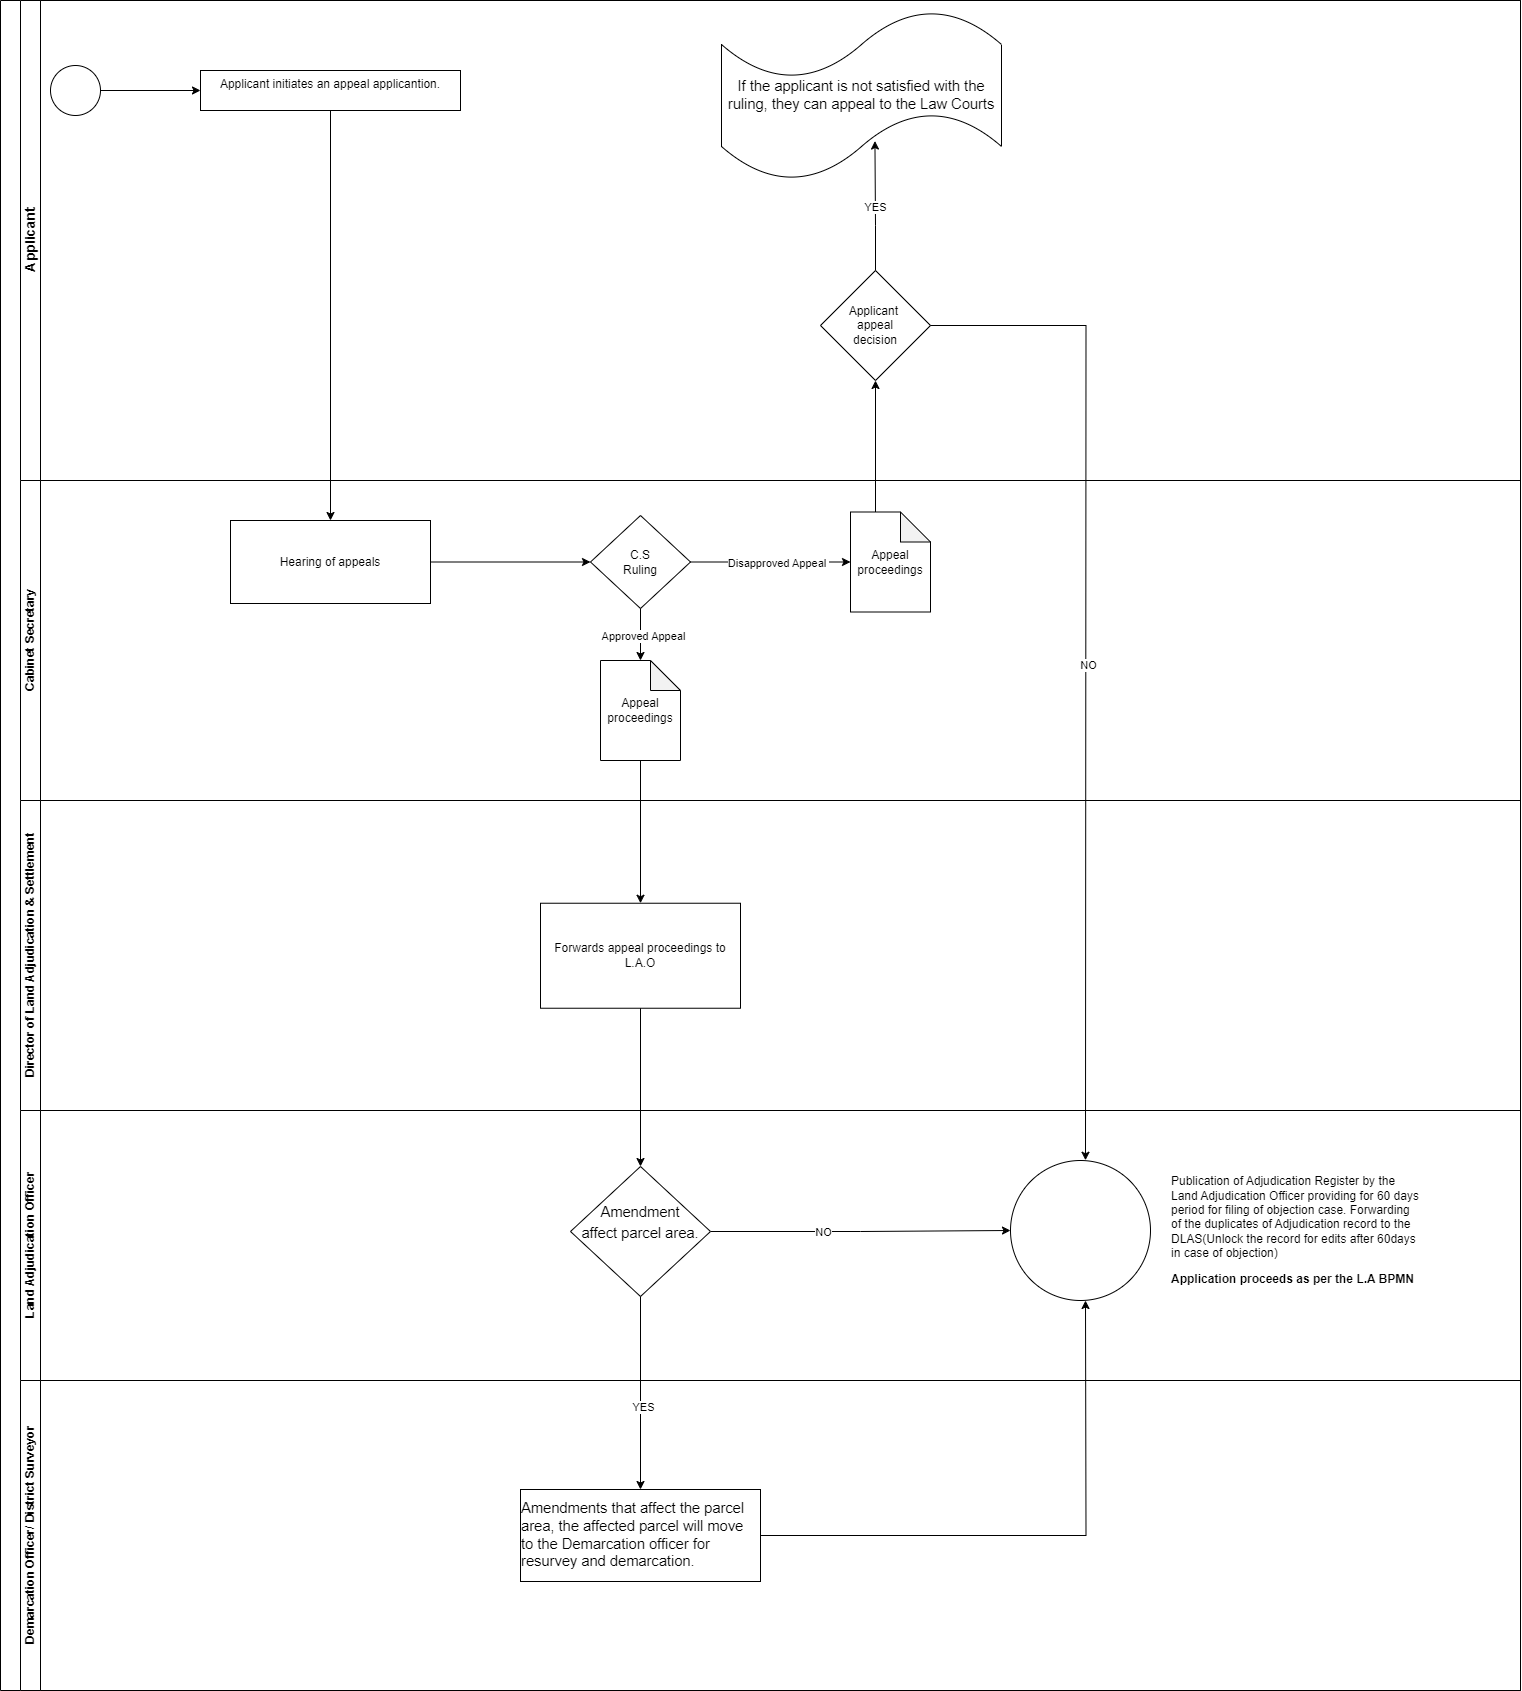 Applicant
Applicant initiates an appeal applicantion.
If the applicant is not satisfied with the
ruling, they can appeal to the Law Courts
YES
Applicant
appeal
decision
NO
Cabinet Secretary
Hearing of appeals
C.S
Ruling
Disapproved Appeal
Appeal
proceedings
Approved Appeal
Appeal
proceedings
Director of Land Adjudication & Settlement
Forwards appeal proceedings to
L.A.O
Land Adjudication Officer
Amendment
affect parcel area.
NO
Publication of Adjudication Register by the
Land Adjudication Officer providing for 60 days
period for filing of objection case. Forwarding
of the duplicates of Adjudication record to the
DLAS(Unlock the record for edits after 60days
in case of objection)
Application proceeds as per the L.A BPMN
Demarcation Officer/ District Surveyor
YES
Amendments that affect the parcel
area, the affected parcel will move
to the Demarcation officer for
resurvey and demarcation.